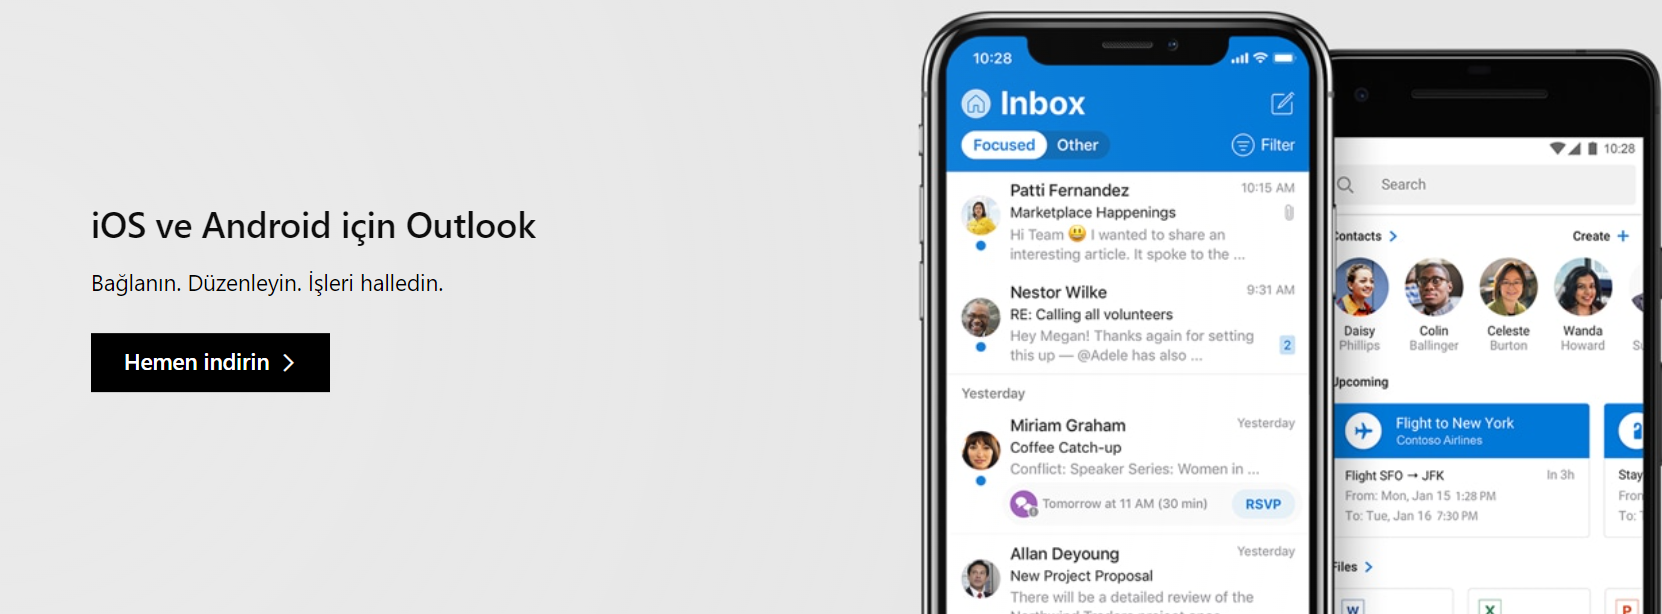 iOS ve Android için Outlook
Bağlanın. Düzenleyin. İşleri halledin.
Hemen indirin
10:28
Inbox
Focused
Other
Filter
Patti Fernandez
10:15 AM
Marketplace Happenings
Hi Team 😃 I wanted to share an
interesting article. It spoke to the ...
Nestor Wilke
9:31 AM
RE: Calling all volunteers
Hey Megan! Thanks again for setting
this up — @Adele has also ...
2
Yesterday
Miriam Graham
Yesterday
Coffee Catch-up
Conflict: Speaker Series: Women in ...
Tomorrow at 11 AM (30 min)
RSVP
Allan Deyoung
Yesterday
New Project Proposal
There will be a detailed review of the
10:28
Search
Contacts
Create +
Daisy
Phillips
Colin
Ballinger
Celeste
Burton
Wanda
Howard
Upcoming
Flight to New York
Contoso Airlines
Flight SFO → JFK
In 3h
From: Mon, Jan 15 1:28 PM
To: Tue, Jan 16 7:30 PM
Stay
To:
Files
W
X
P